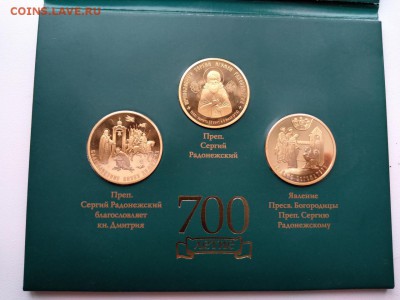 COINS.LAVE.RU
Преп.
Сергий
Радонежский
Преп.
Сергий Радонежский
благословляет
кн. Дмитрия
Явление
Пресв. Богородицы
Преп. Сергию
Радонежскому
700
ЛЕТИЕ